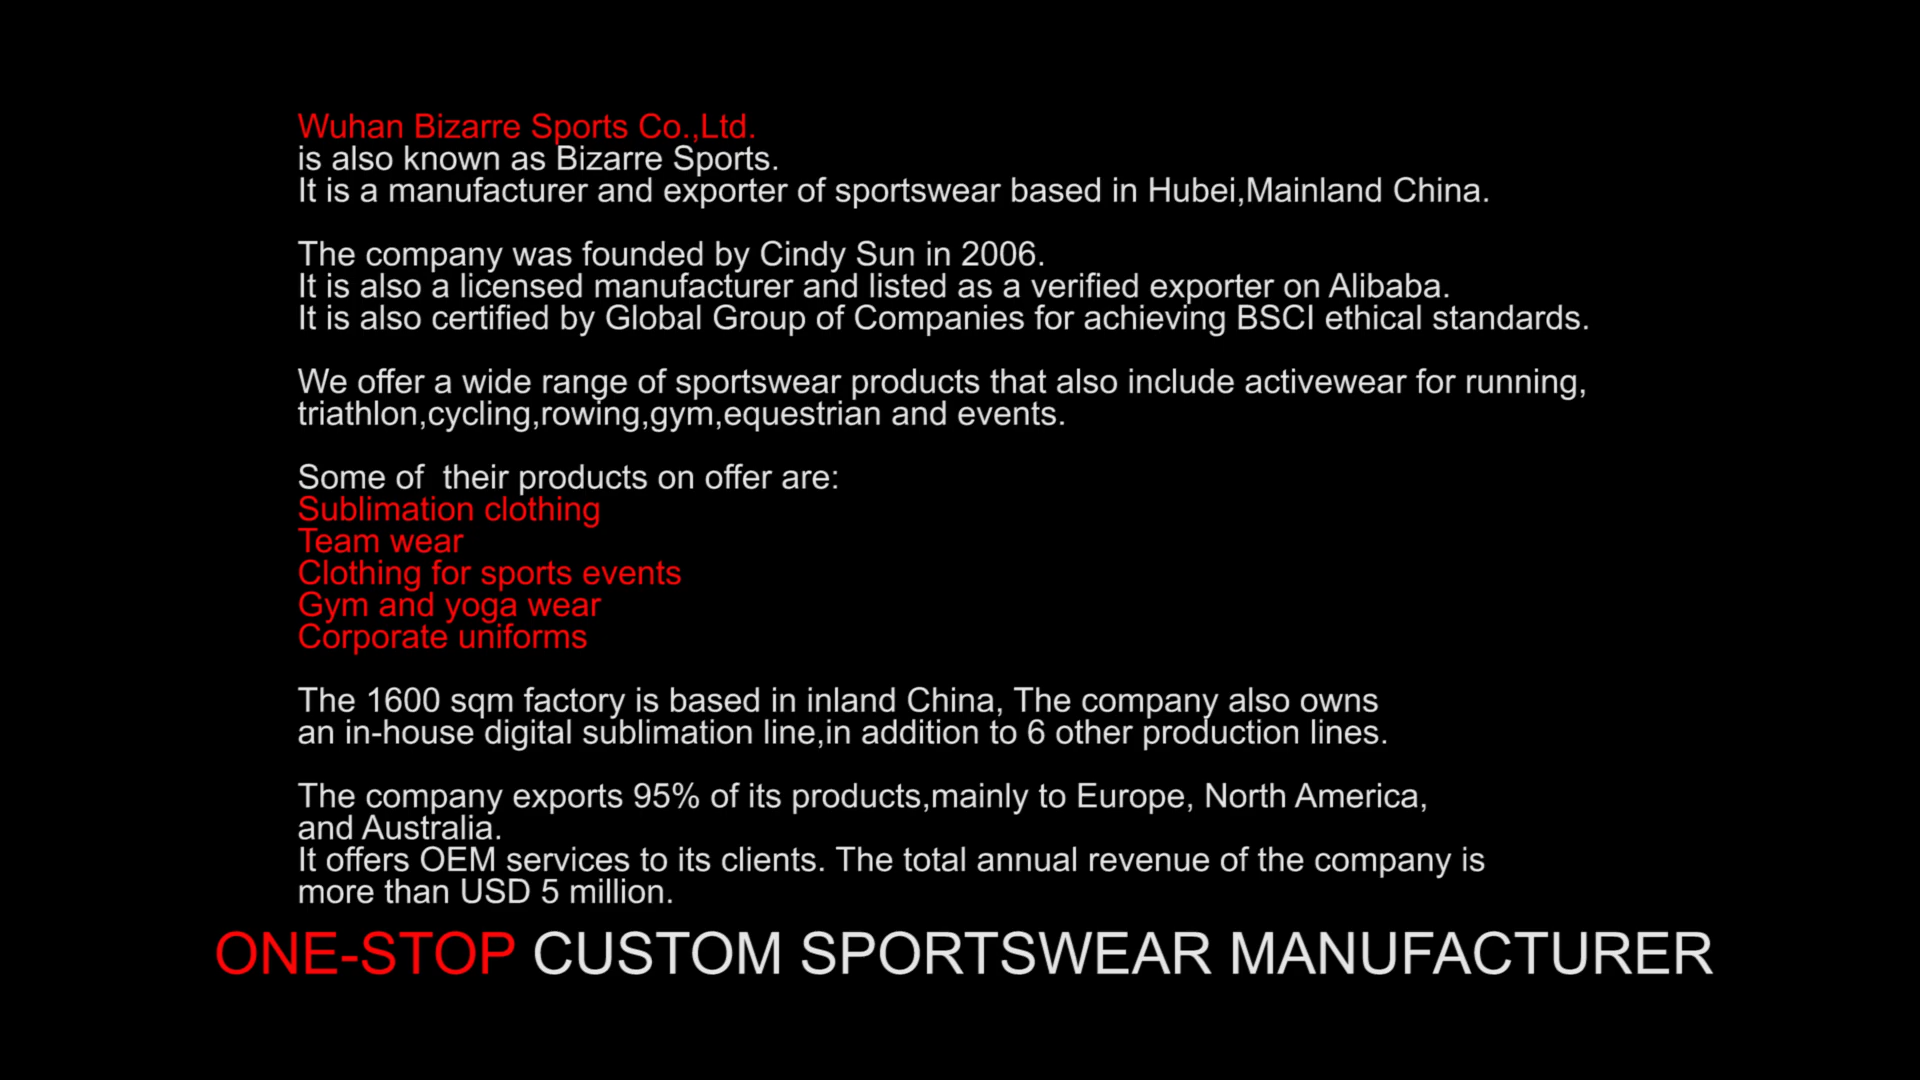 Wuhan Bizarre Sports Co.,Ltd.
is also known as Bizarre Sports.
It is a manufacturer and exporter of sportswear based in Hubei,Mainland China.
The company was founded by Cindy Sun in 2006.
It is also a licensed manufacturer and listed as a verified exporter on Alibaba.
It is also certified by Global Group of Companies for achieving BSCI ethical standards.
We offer a wide range of sportswear products that also include activewear for running,
triathlon,cycling,rowing,gym,equestrian and events.
Some of  their products on offer are:
Sublimation clothing
Team wear
Clothing for sports events
Gym and yoga wear
Corporate uniforms
The 1600 sqm factory is based in inland China, The company also owns
an in-house digital sublimation line,in addition to 6 other production lines.
The company exports 95% of its products,mainly to Europe, North America,
and Australia.
It offers OEM services to its clients. The total annual revenue of the company is
more than USD 5 million.
ONE-STOP CUSTOM SPORTSWEAR MANUFACTURER